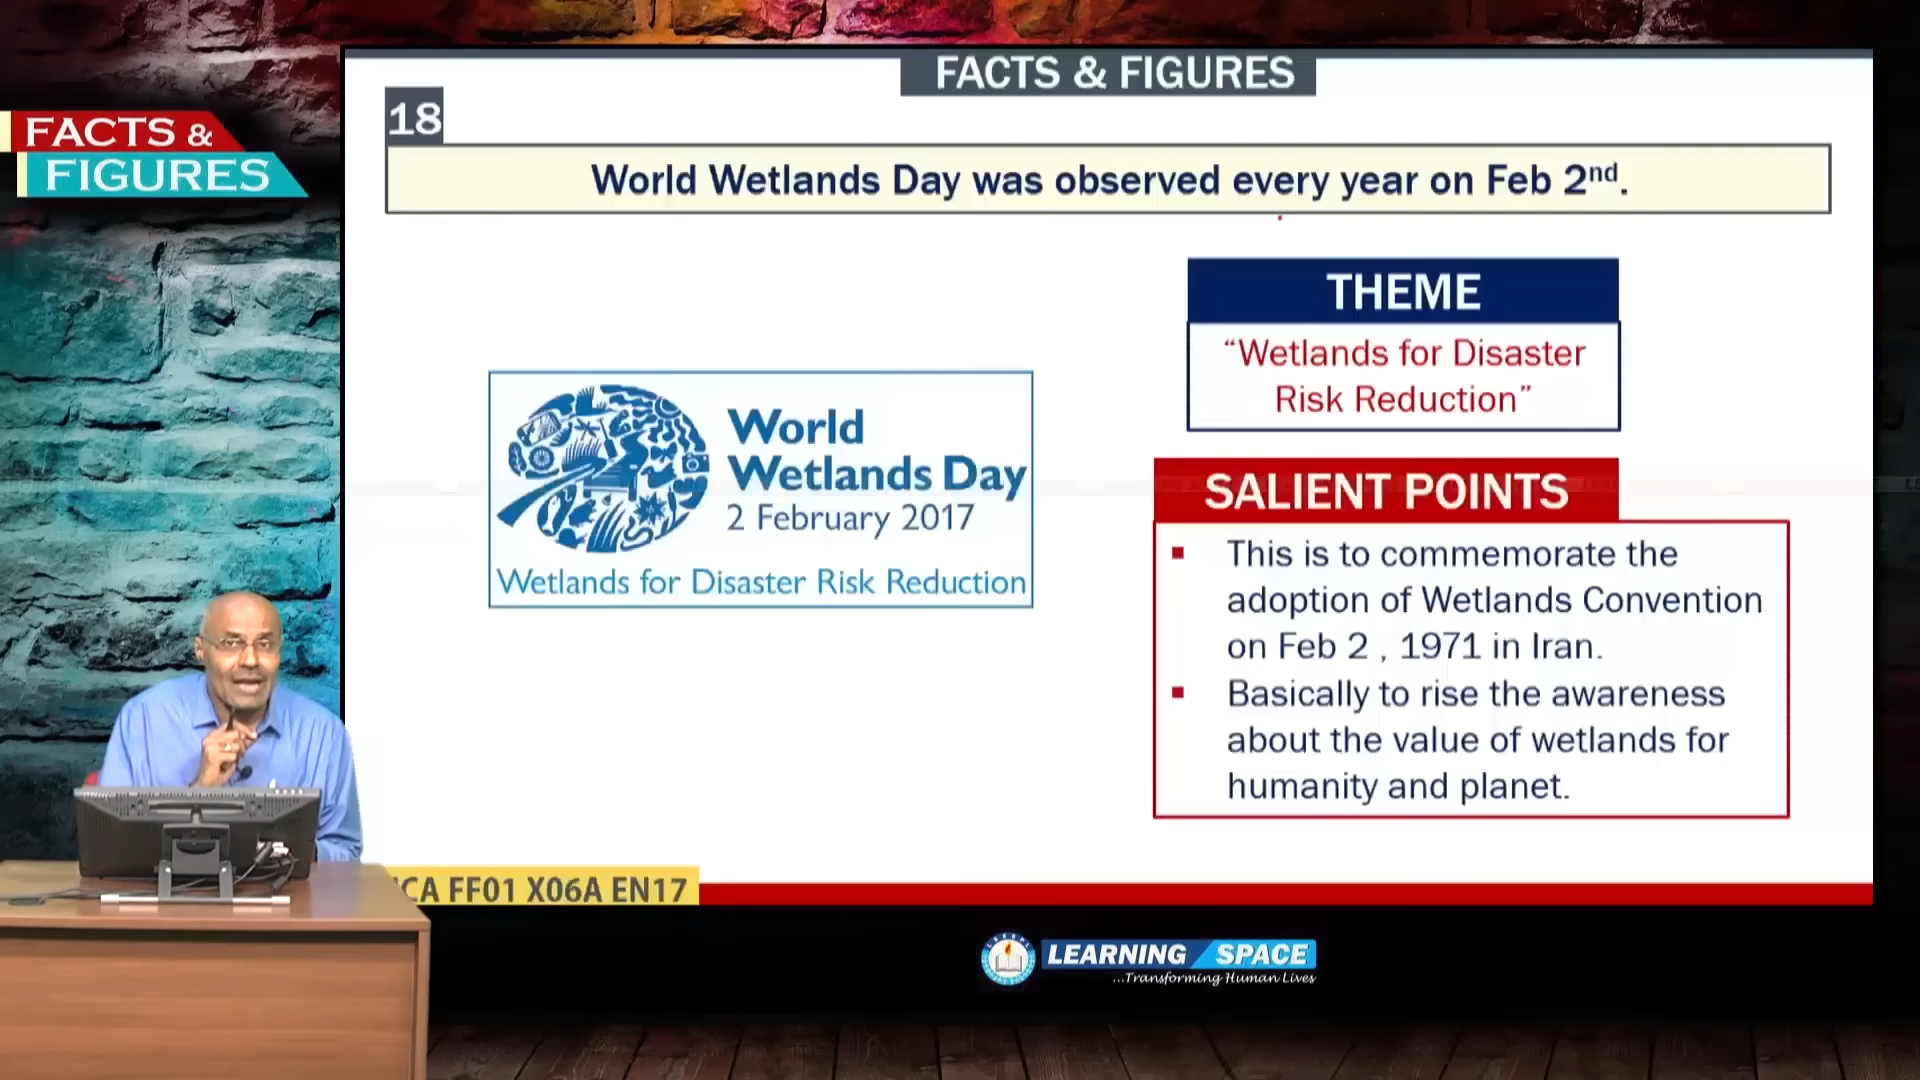 FACTS & FIGURES
FACTS &
FIGURES
18
World Wetlands Day was observed every year on Feb 2nd.
THEME
“Wetlands for Disaster
Risk Reduction”
World
Wetlands Day
2 February 2017
Wetlands for Disaster Risk Reduction
SALIENT POINTS
▪ This is to commemorate the
adoption of Wetlands Convention
on Feb 2 , 1971 in Iran.
▪ Basically to rise the awareness
about the value of wetlands for
humanity and planet.
CA FF01 X06A EN17
LEARNING SPACE
...Transforming Human Lives